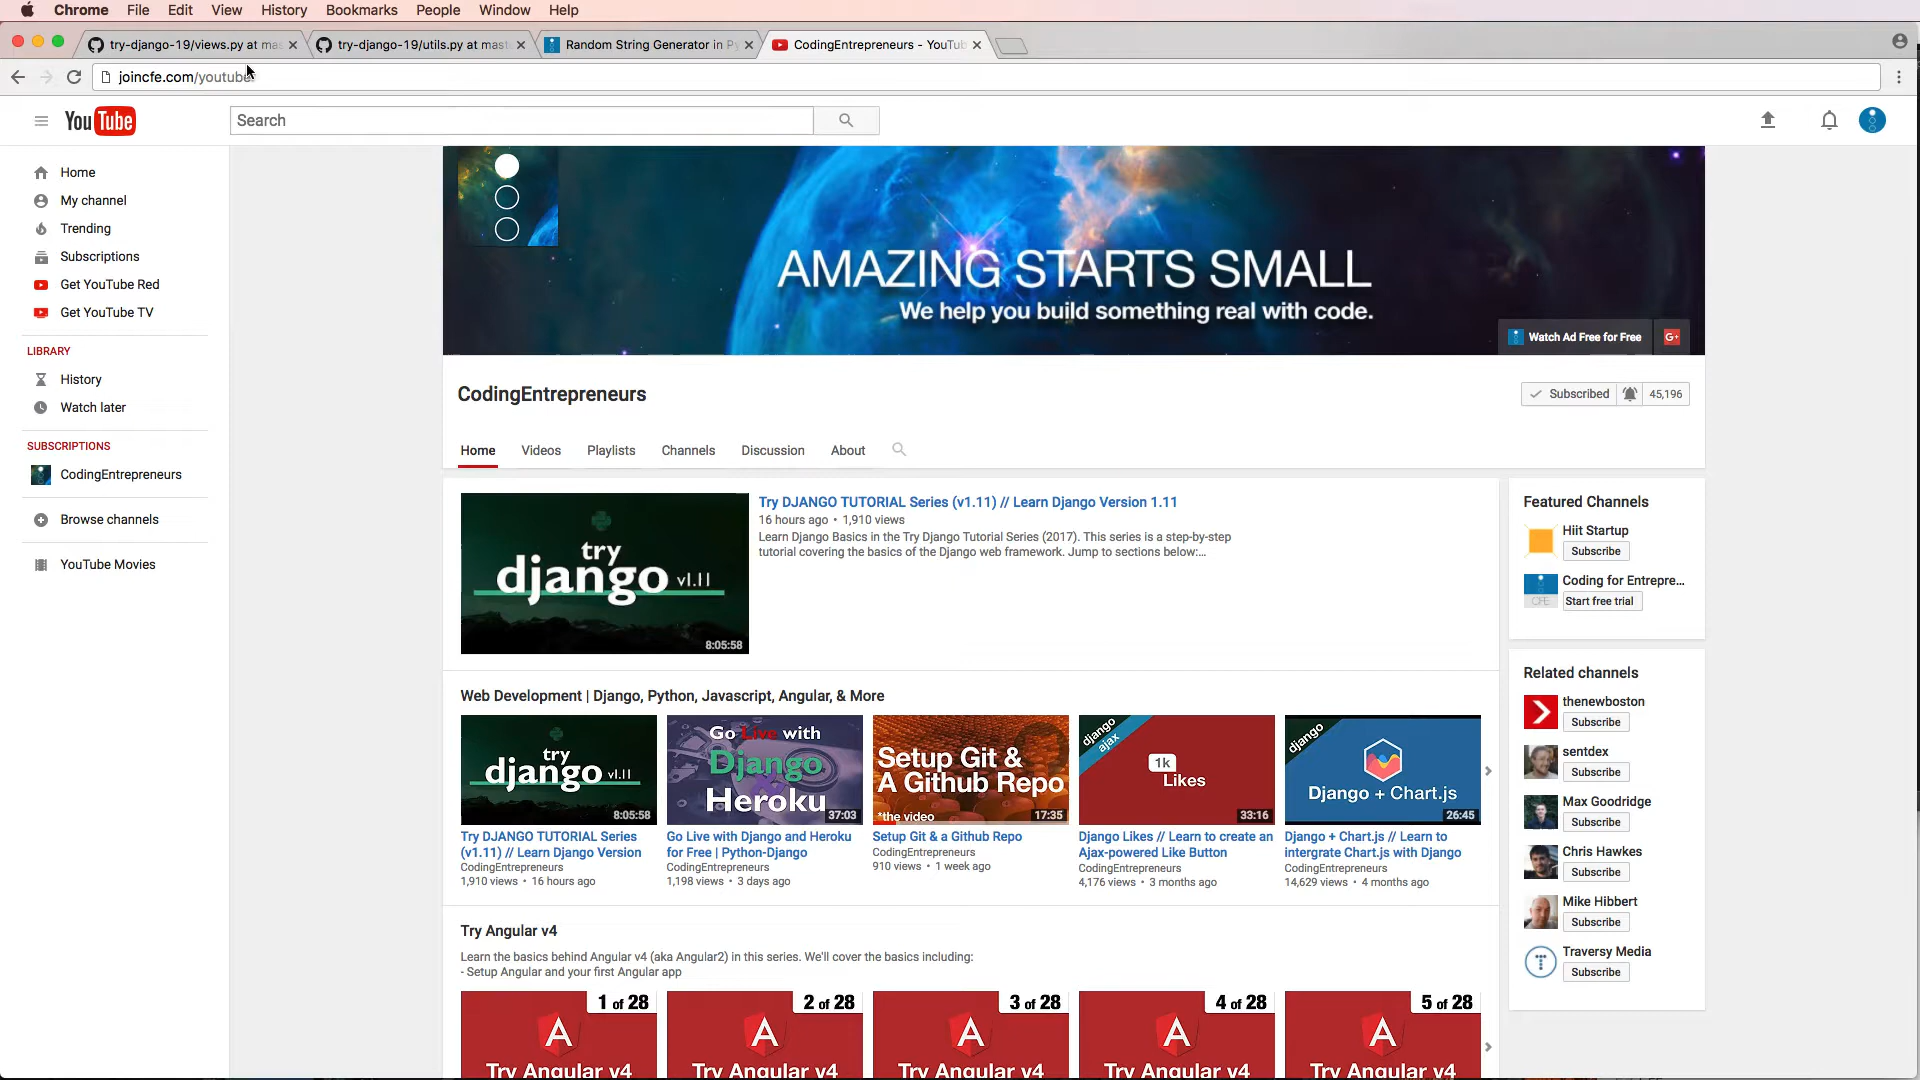 Chrome File Edit View History Bookmarks People Window Help
try-django-19/views.py at mas
try-django-19/utils.py at mast
Random String Generator in Py
CodingEntrepreneurs - YouTub
joincfe.com/youtube
YouTube
Search
Home
My channel
Trending
Subscriptions
Get YouTube Red
Get YouTube TV
LIBRARY
History
Watch later
SUBSCRIPTIONS
CodingEntrepreneurs
Browse channels
YouTube Movies
AMAZING STARTS SMALL
We help you build something real with code.
Watch Ad Free for Free
G+
CodingEntrepreneurs
Subscribed 45,196
Home Videos Playlists Channels Discussion About
try
django v1.11
8:05:58
Try DJANGO TUTORIAL Series (v1.11) // Learn Django Version 1.11
16 hours ago • 1,910 views
Learn Django Basics in the Try Django Tutorial Series (2017). This series is a step-by-step
tutorial covering the basics of the Django web framework. Jump to sections below:...
Web Development | Django, Python, Javascript, Angular, & More
try
django v1.11
8:05:58
Try DJANGO TUTORIAL Series
(v1.11) // Learn Django Version
CodingEntrepreneurs
1,910 views • 16 hours ago
Go Live with
Django
Heroku
37:03
Go Live with Django and Heroku
for Free | Python-Django
CodingEntrepreneurs
1,198 views • 3 days ago
Setup Git &
A Github Repo
*the video
17:35
Setup Git & a Github Repo
CodingEntrepreneurs
910 views • 1 week ago
django
ajax
1k
Likes
33:16
Django Likes // Learn to create an
Ajax-powered Like Button
CodingEntrepreneurs
4,176 views • 3 months ago
django
Django + Chart.js
26:45
Django + Chart.js // Learn to
intergrate Chart.js with Django
CodingEntrepreneurs
14,629 views • 4 months ago
Try Angular v4
Learn the basics behind Angular v4 (aka Angular2) in this series. We'll cover the basics including:
- Setup Angular and your first Angular app
1 of 28
A
Try Angular v4
2 of 28
A
Try Angular v4
3 of 28
A
Try Angular v4
4 of 28
A
Try Angular v4
5 of 28
A
Try Angular v4
Featured Channels
Hiit Startup
Subscribe
Coding for Entrepre...
CFE
Start free trial
Related channels
thenewboston
Subscribe
sentdex
Subscribe
Max Goodridge
Subscribe
Chris Hawkes
Subscribe
Mike Hibbert
Subscribe
Traversy Media
Subscribe